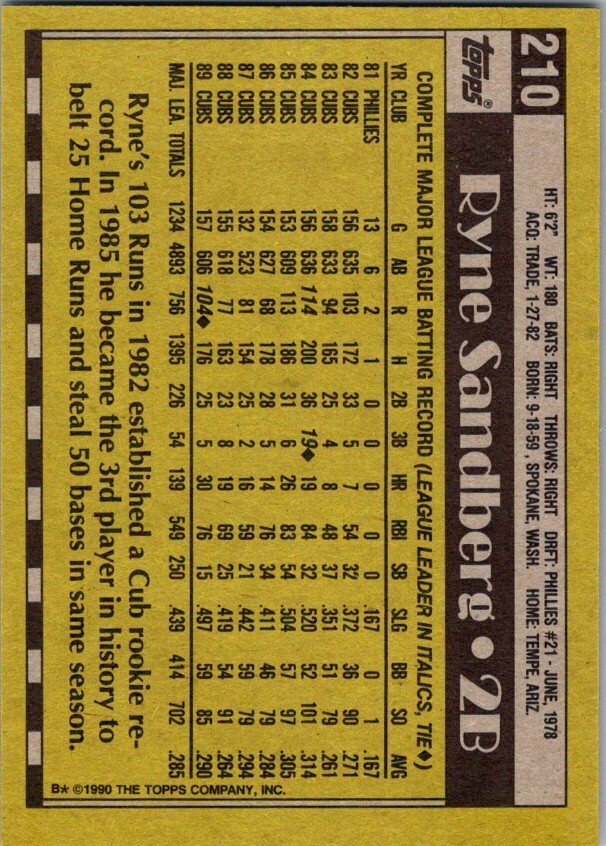 210
topps®
HT: 6'2" WT: 180 BATS: RIGHT THROWS: RIGHT DRFT: PHILLIES #21 - JUNE, 1978
ACQ: TRADE, 1-27-82 BORN: 9-18-59, SPOKANE, WASH. HOME: TEMPE, ARIZ.
Ryne Sandberg • 2B
COMPLETE MAJOR LEAGUE BATTING RECORD (LEAGUE LEADER IN ITALICS, TIE♦)
YR CLUB G AB R H 2B 3B HR RBI SB SLG BB SO AVG
81 PHILLIES 13 6 2 1 0 0 0 0 0 .167 0 1 .167
82 CUBS 156 635 103 172 33 5 7 54 32 .372 36 90 .271
83 CUBS 158 633 94 165 25 4 8 48 37 .351 51 79 .261
84 CUBS 156 636 114 200 36 19♦ 19 84 32 .520 52 101 .314
85 CUBS 153 609 113 186 31 6 26 83 54 .504 57 97 .305
86 CUBS 154 627 68 178 28 5 14 76 34 .411 46 79 .284
87 CUBS 132 523 81 154 25 2 16 59 21 .442 59 79 .294
88 CUBS 155 618 77 163 23 8 19 69 25 .419 54 91 .264
89 CUBS 157 606 104♦ 176 25 5 30 76 15 .497 59 85 .290
MAJ. LEA. TOTALS 1234 4893 756 1395 226 54 139 549 250 .439 414 702 .285
Ryne's 103 Runs in 1982 established a Cub rookie re-
cord. In 1985 he became the 3rd player in history to
belt 25 Home Runs and steal 50 bases in same season.
B* ©1990 THE TOPPS COMPANY, INC.